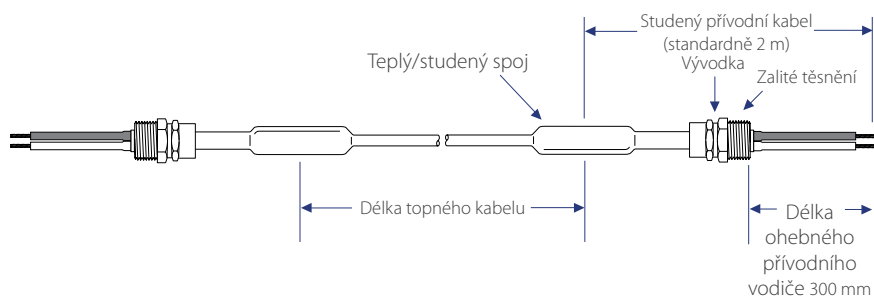 Studený přívodní kabel
(standardně 2 m)
Vývodka
Teplý/studený spoj
Zalité těsnění
Délka topného kabelu
Délka
ohebného
přívodního
vodiče 300 mm